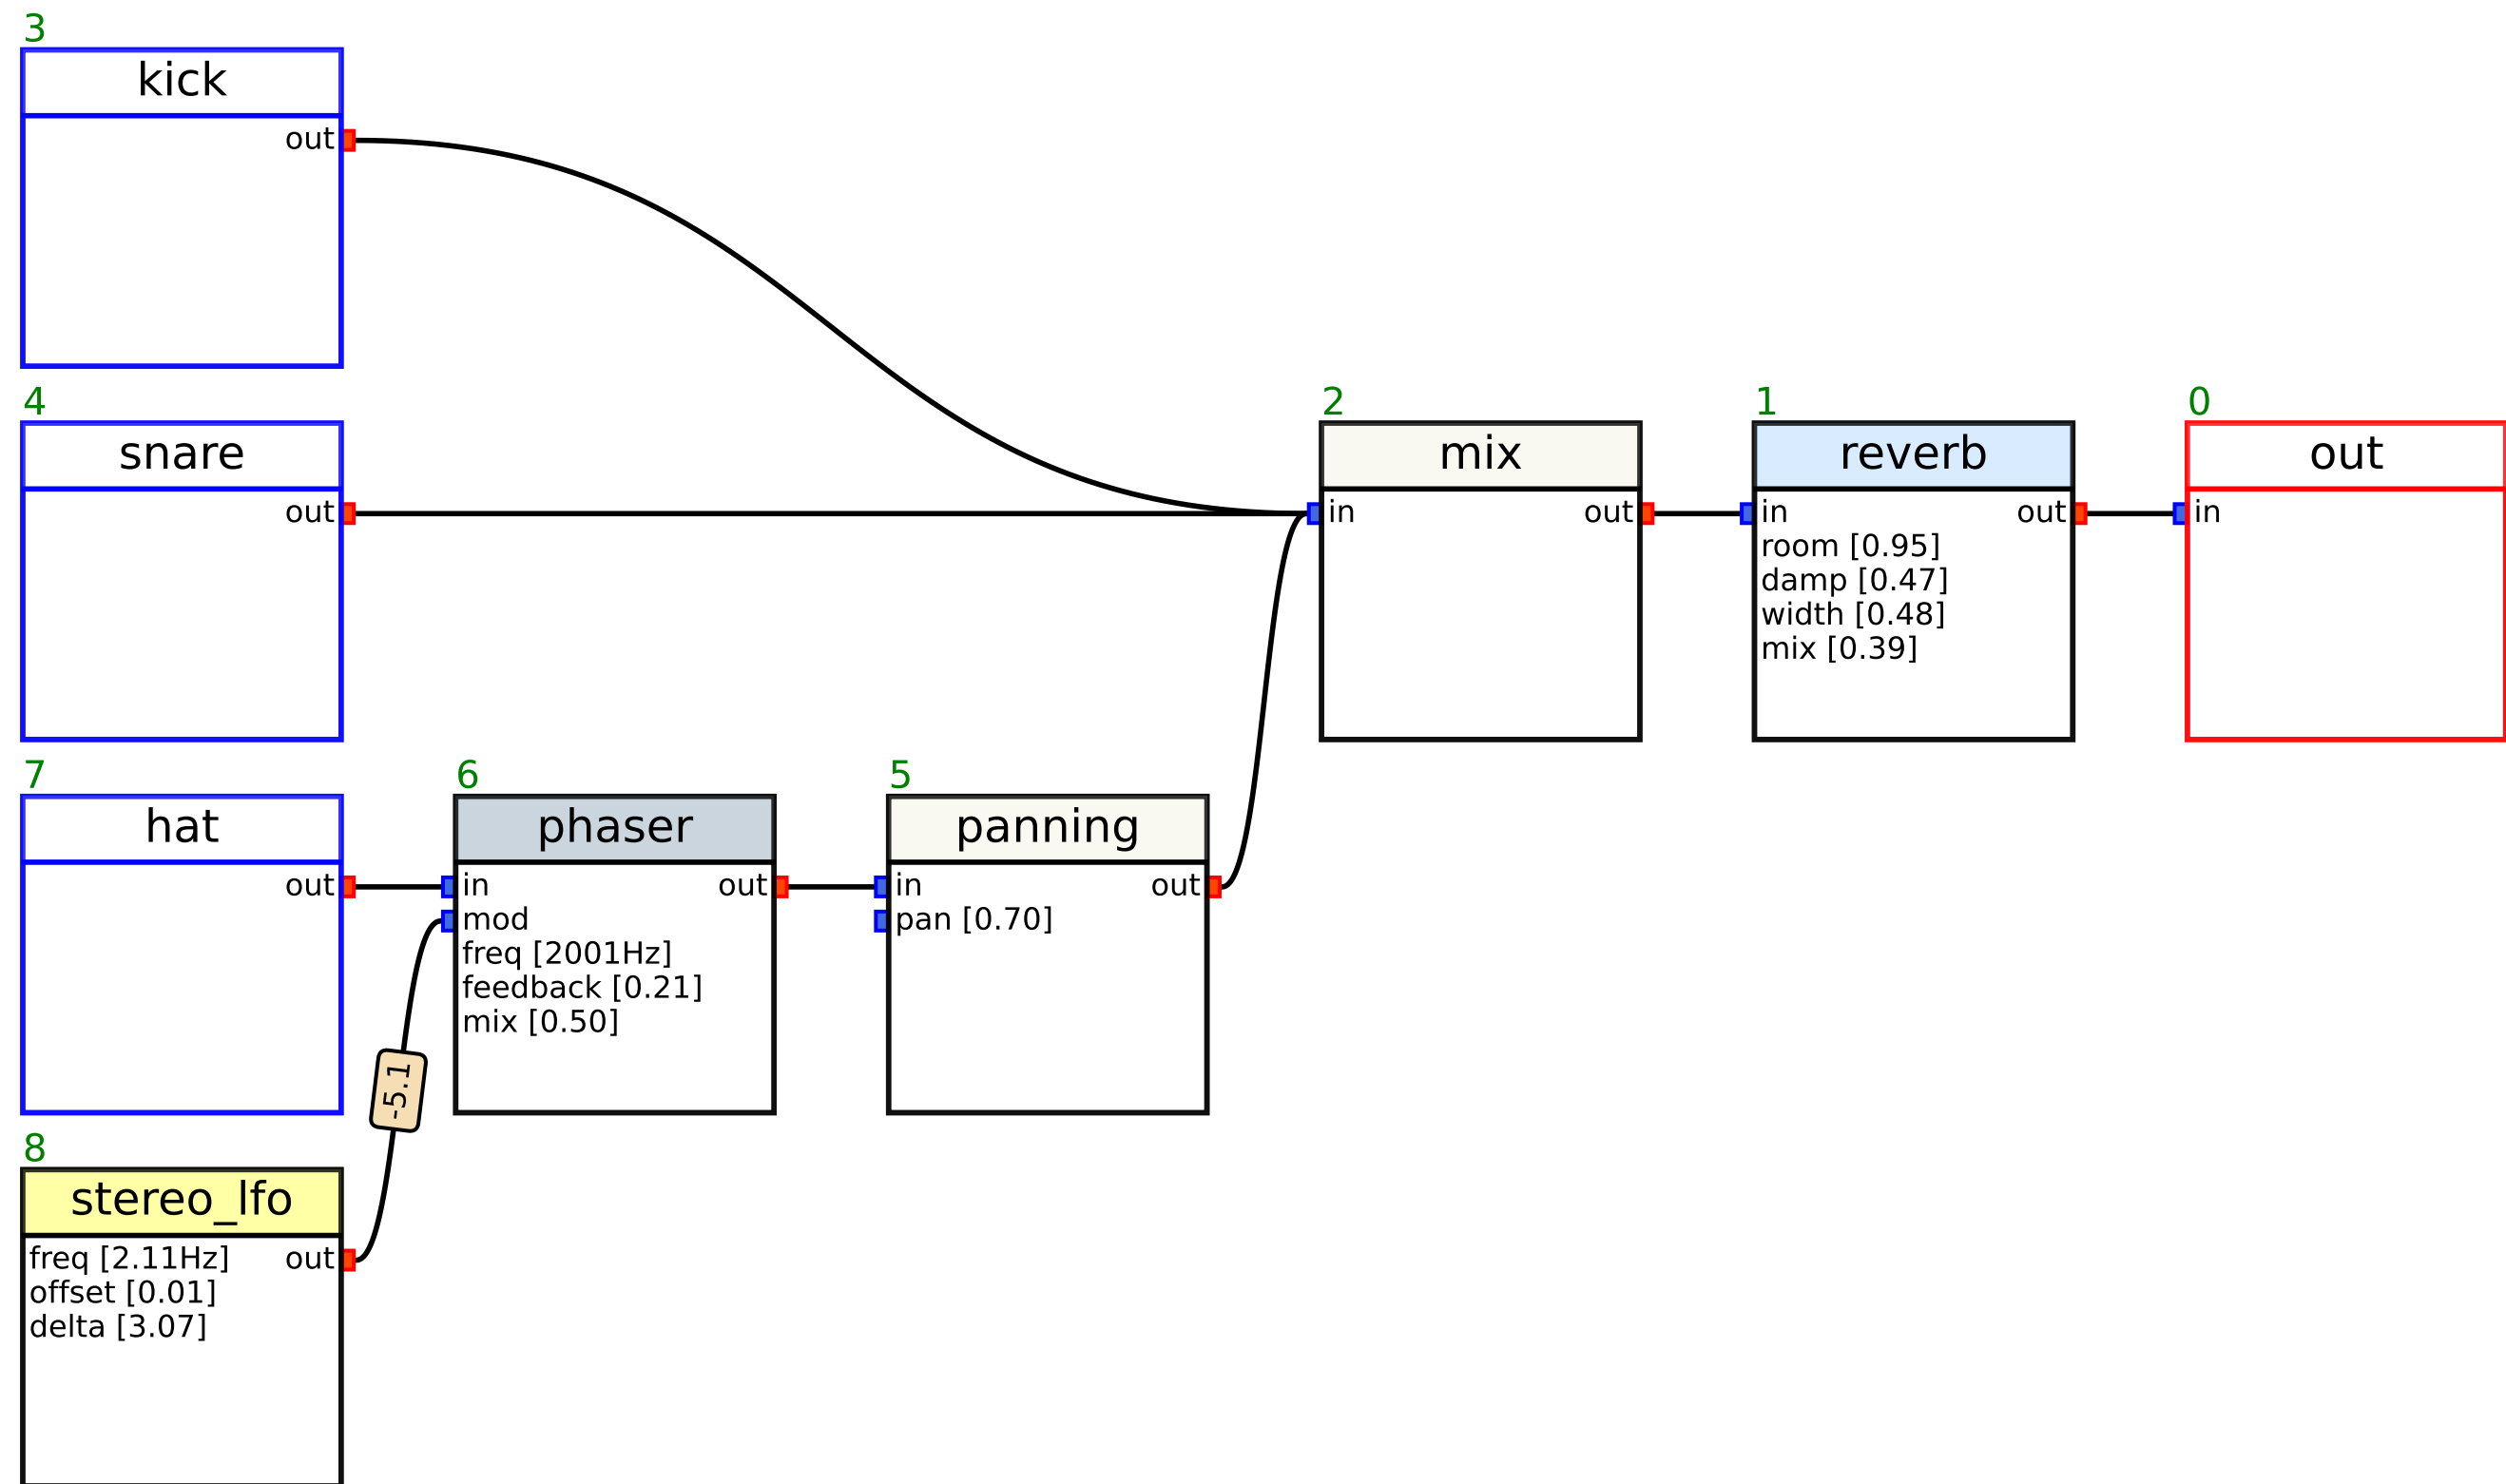 3
kick
out
4
snare
out
2
mix
in out
1
reverb
in out
room [0.95]
damp [0.47]
width [0.48]
mix [0.39]
0
out
in
7
hat
out
6
phaser
in out
mod
freq [2001Hz]
feedback [0.21]
mix [0.50]
5
panning
in out
pan [0.70]
-5.1
8
stereo_lfo
freq [2.11Hz] out
offset [0.01]
delta [3.07]